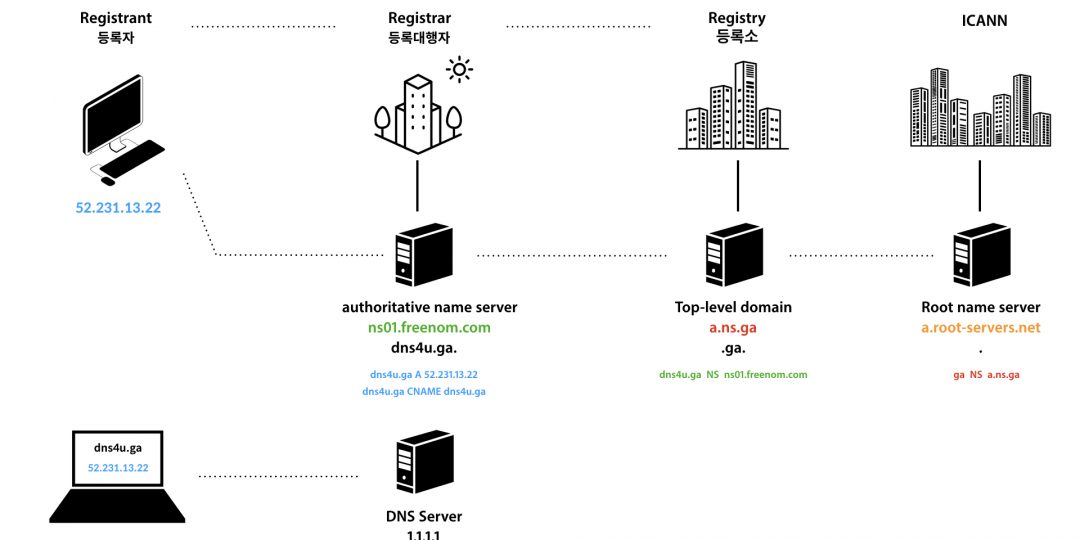 Registrant
등록자
Registrar
등록대행자
Registry
등록소
ICANN
52.231.13.22
authoritative name server
ns01.freenom.com
dns4u.ga.
dns4u.ga A 52.231.13.22
dns4u.ga CNAME dns4u.ga
Top-level domain
a.ns.ga
.ga.
dns4u.ga NS ns01.freenom.com
Root name server
a.root-servers.net
.
ga NS a.ns.ga
dns4u.ga
52.231.13.22
DNS Server
1.1.1.1